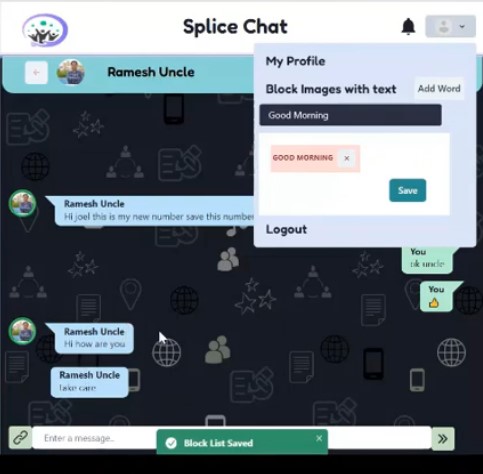 Splice Chat
Ramesh Uncle
My Profile
Block Images with text
Add Word
Good Morning
GOOD MORNING ×
Save
Logout
Ramesh Uncle
Hi joel this is my new number save this number
You
ok uncle
You
Ramesh Uncle
Hi how are you
Ramesh Uncle
Take care
Enter a message..
Block List Saved ×